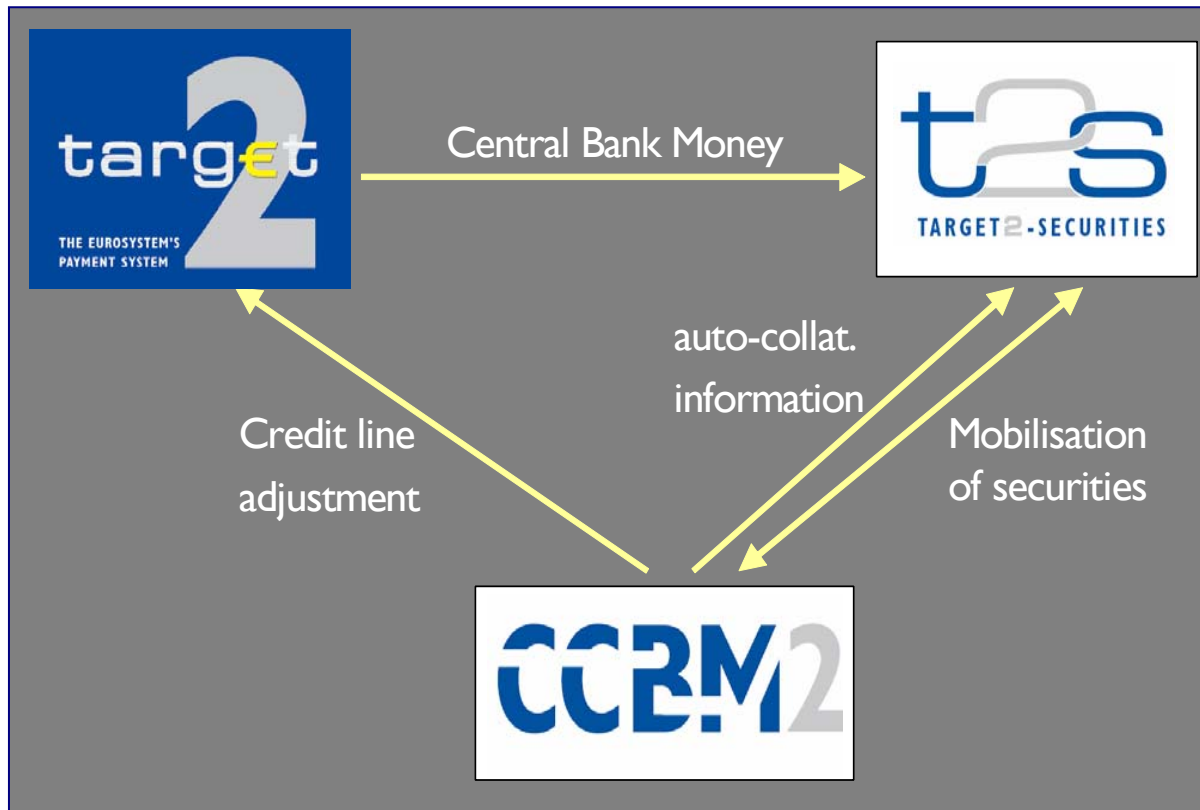 target
2
THE EUROSYSTEM'S
PAYMENT SYSTEM
Central Bank Money
t2s
TARGET2-SECURITIES
auto-collat.
information
Credit line
adjustment
Mobilisation
of securities
CCBM2